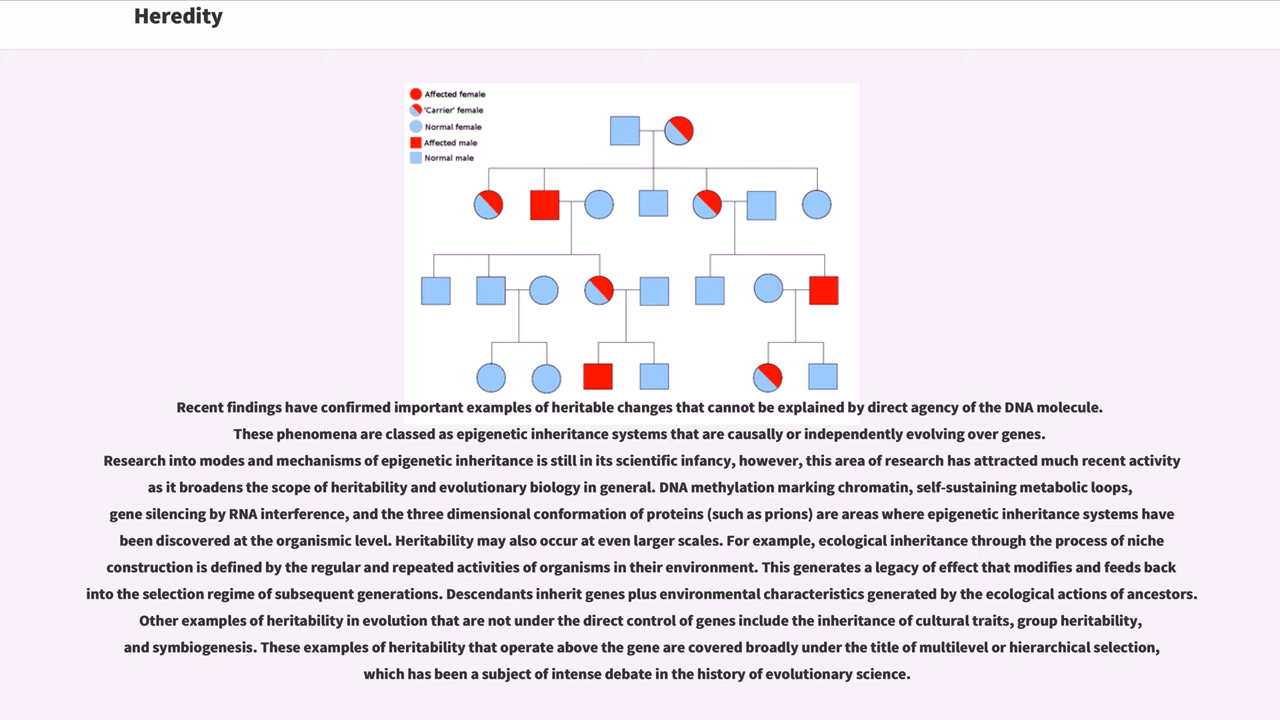 Heredity
Affected female
'Carrier' female
Normal female
Affected male
Normal male
Recent findings have confirmed important examples of heritable changes that cannot be explained by direct agency of the DNA molecule.
These phenomena are classed as epigenetic inheritance systems that are causally or independently evolving over genes.
Research into modes and mechanisms of epigenetic inheritance is still in its scientific infancy, however, this area of research has attracted much recent activity
as it broadens the scope of heritability and evolutionary biology in general. DNA methylation marking chromatin, self-sustaining metabolic loops,
gene silencing by RNA interference, and the three dimensional conformation of proteins (such as prions) are areas where epigenetic inheritance systems have
been discovered at the organismic level. Heritability may also occur at even larger scales. For example, ecological inheritance through the process of niche
construction is defined by the regular and repeated activities of organisms in their environment. This generates a legacy of effect that modifies and feeds back
into the selection regime of subsequent generations. Descendants inherit genes plus environmental characteristics generated by the ecological actions of ancestors.
Other examples of heritability in evolution that are not under the direct control of genes include the inheritance of cultural traits, group heritability,
and symbiogenesis. These examples of heritability that operate above the gene are covered broadly under the title of multilevel or hierarchical selection,
which has been a subject of intense debate in the history of evolutionary science.